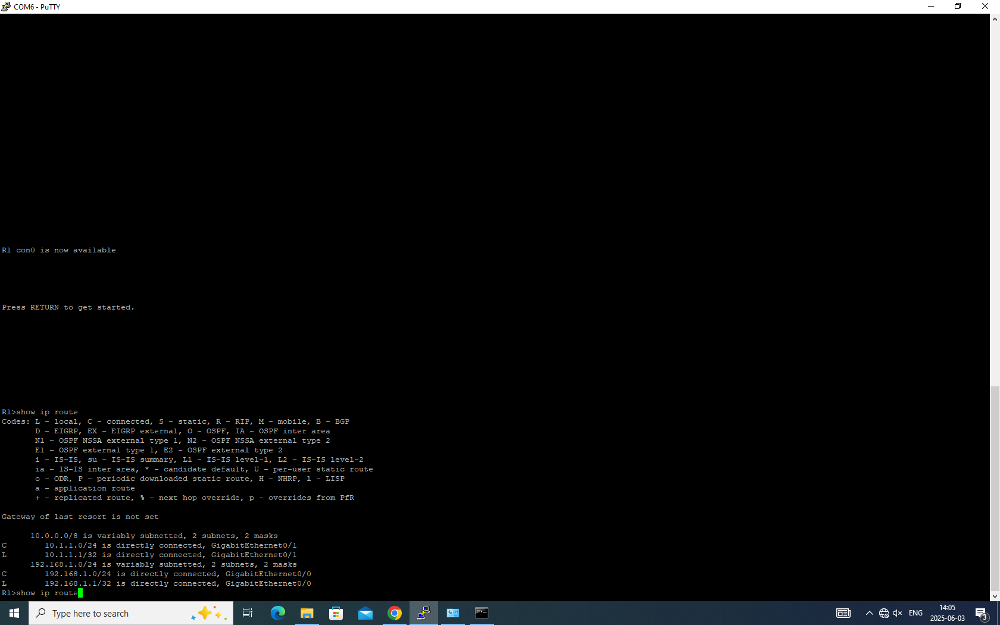 COM6 - PuTTY
R1 con0 is now available
Press RETURN to get started.
R1>show ip route
Codes: L - local, C - connected, S - static, R - RIP, M - mobile, B - BGP
       D - EIGRP, EX - EIGRP external, O - OSPF, IA - OSPF inter area
       N1 - OSPF NSSA external type 1, N2 - OSPF NSSA external type 2
       E1 - OSPF external type 1, E2 - OSPF external type 2
       i - IS-IS, su - IS-IS summary, L1 - IS-IS level-1, L2 - IS-IS level-2
       ia - IS-IS inter area, * - candidate default, U - per-user static route
       o - ODR, P - periodic downloaded static route, H - NHRP, l - LISP
       a - application route
       + - replicated route, % - next hop override, p - overrides from PfR
Gateway of last resort is not set
      10.0.0.0/8 is variably subnetted, 2 subnets, 2 masks
C        10.1.1.0/24 is directly connected, GigabitEthernet0/1
L        10.1.1.1/32 is directly connected, GigabitEthernet0/1
      192.168.1.0/24 is variably subnetted, 2 subnets, 2 masks
C        192.168.1.0/24 is directly connected, GigabitEthernet0/0
L        192.168.1.1/32 is directly connected, GigabitEthernet0/0
R1>show ip route
Type here to search
ENG
14:05
2025-06-03
3